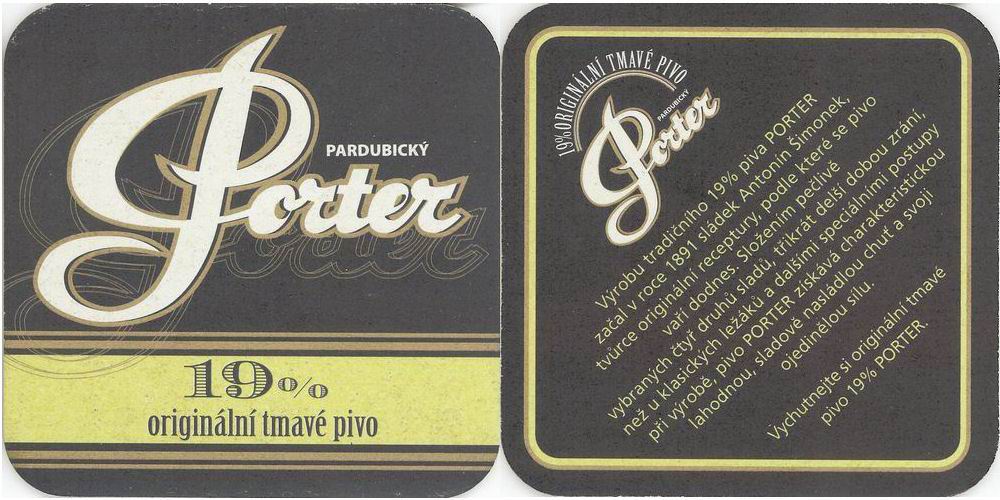 PARDUBICKÝ
Porter
19%
originální tmavé pivo
19% ORIGINÁLNÍ TMAVÉ PIVO
PARDUBICKÝ
Porter
Výrobu tradičního 19% piva PORTER
začal v roce 1891 sládek Antonin Šimonek,
tvůrce originální receptury, podle které se pivo
vaří dodnes. Složením pečlivě
vybraných čtyř druhů sladů, třikrát delší dobou zrání,
než u klasických ležáků a dalšími speciálními postupy
při výrobě, pivo PORTER získává charakteristickou
lahodnou, sladově nasládlou chuť a svoji
ojedinělou sílu.
Vychutnejte si originální tmavé
pivo 19% PORTER.